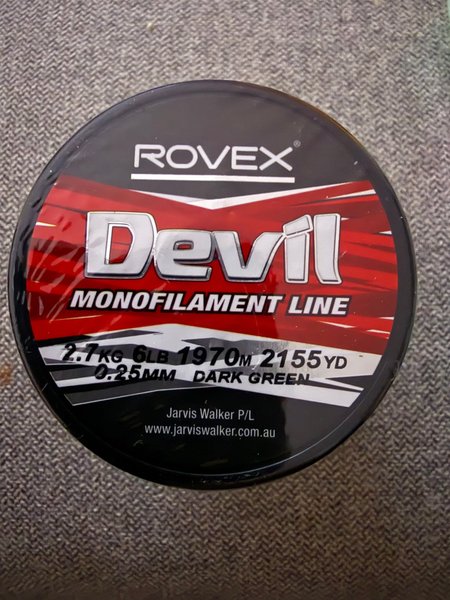 ROVEX®
Devil
MONOFILAMENT LINE
2.7KG 6LB 1970M 2155YD
0.25MM DARK GREEN
Jarvis Walker P/L
www.jarviswalker.com.au